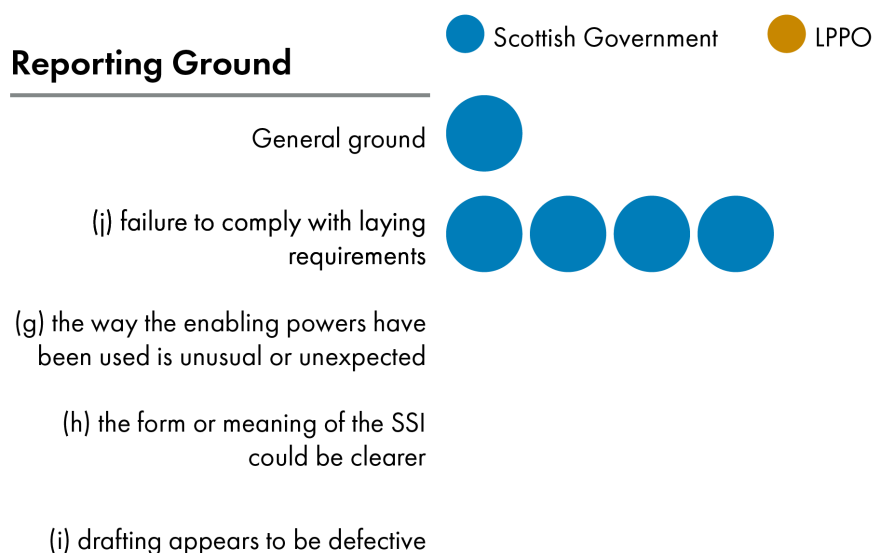 Scottish Government
LPPO
Reporting Ground
General ground
(j) failure to comply with laying
requirements
(g) the way the enabling powers have
been used is unusual or unexpected
(h) the form or meaning of the SSI
could be clearer
(i) drafting appears to be defective